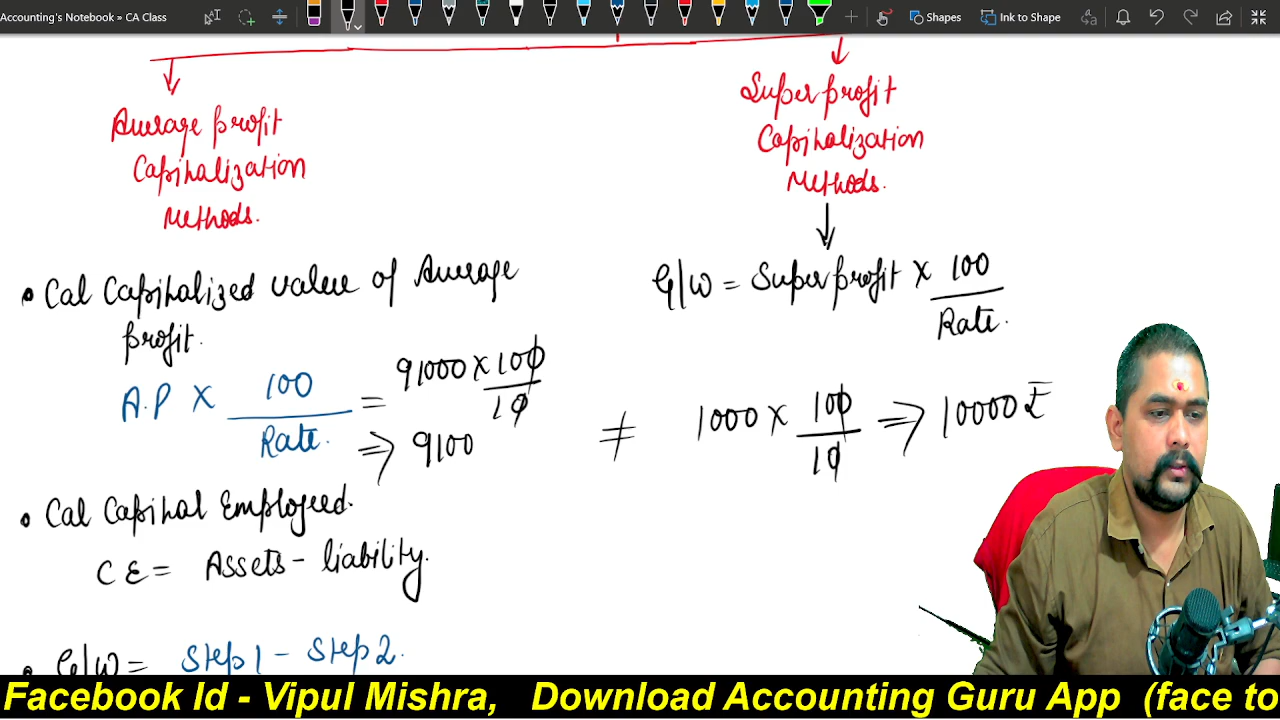 Accounting's Notebook » CA Class
Shapes
Ink to Shape
Average profit
Capitalization
Methods.
Super profit
Capitalization
Methods.
• Cal Capitalized value of Average
profit.
A.P × 100/Rate. = 91000 × 100/10
⇒ 9100
• Cal Capital Employeed.
C E = Assets - liability.
• G/W = Step 1 - Step 2.
G/W = Super profit × 100/Rate.
≠ 1000 × 100/10 ⇒ 10000 ₹
Facebook Id - Vipul Mishra, Download Accounting Guru App (face to